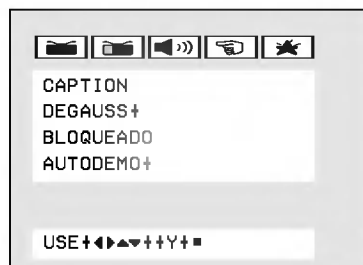 CAPTION
DEGAUSS+
BLOQUEADO
AUTODEMO+
USE+◀▶▲▼++Y+■